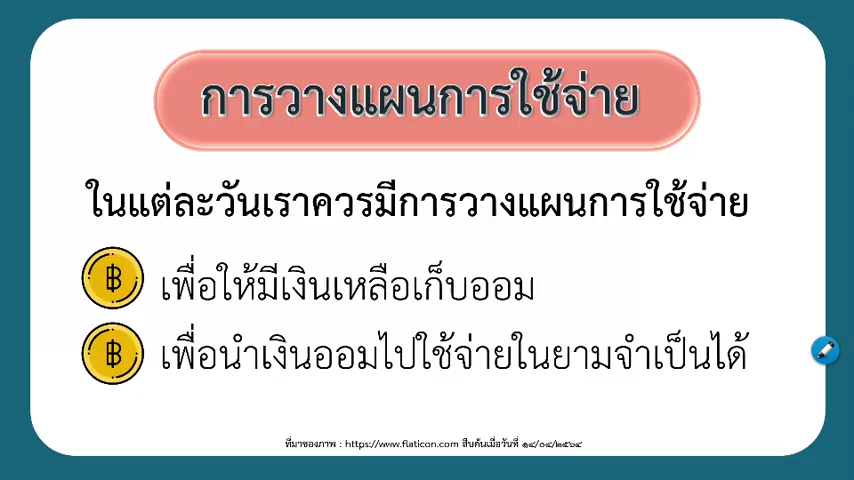 การวางแผนการใช้จ่าย
ในแต่ละวันเราควรมีการวางแผนการใช้จ่าย
เพื่อให้มีเงินเหลือเก็บออม
เพื่อนำเงินออมไปใช้จ่ายในยามจำเป็นได้
ที่มาของภาพ : https://www.flaticon.com สืบค้นเมื่อวันที่ ๑๔/๐๔/๒๕๖๔